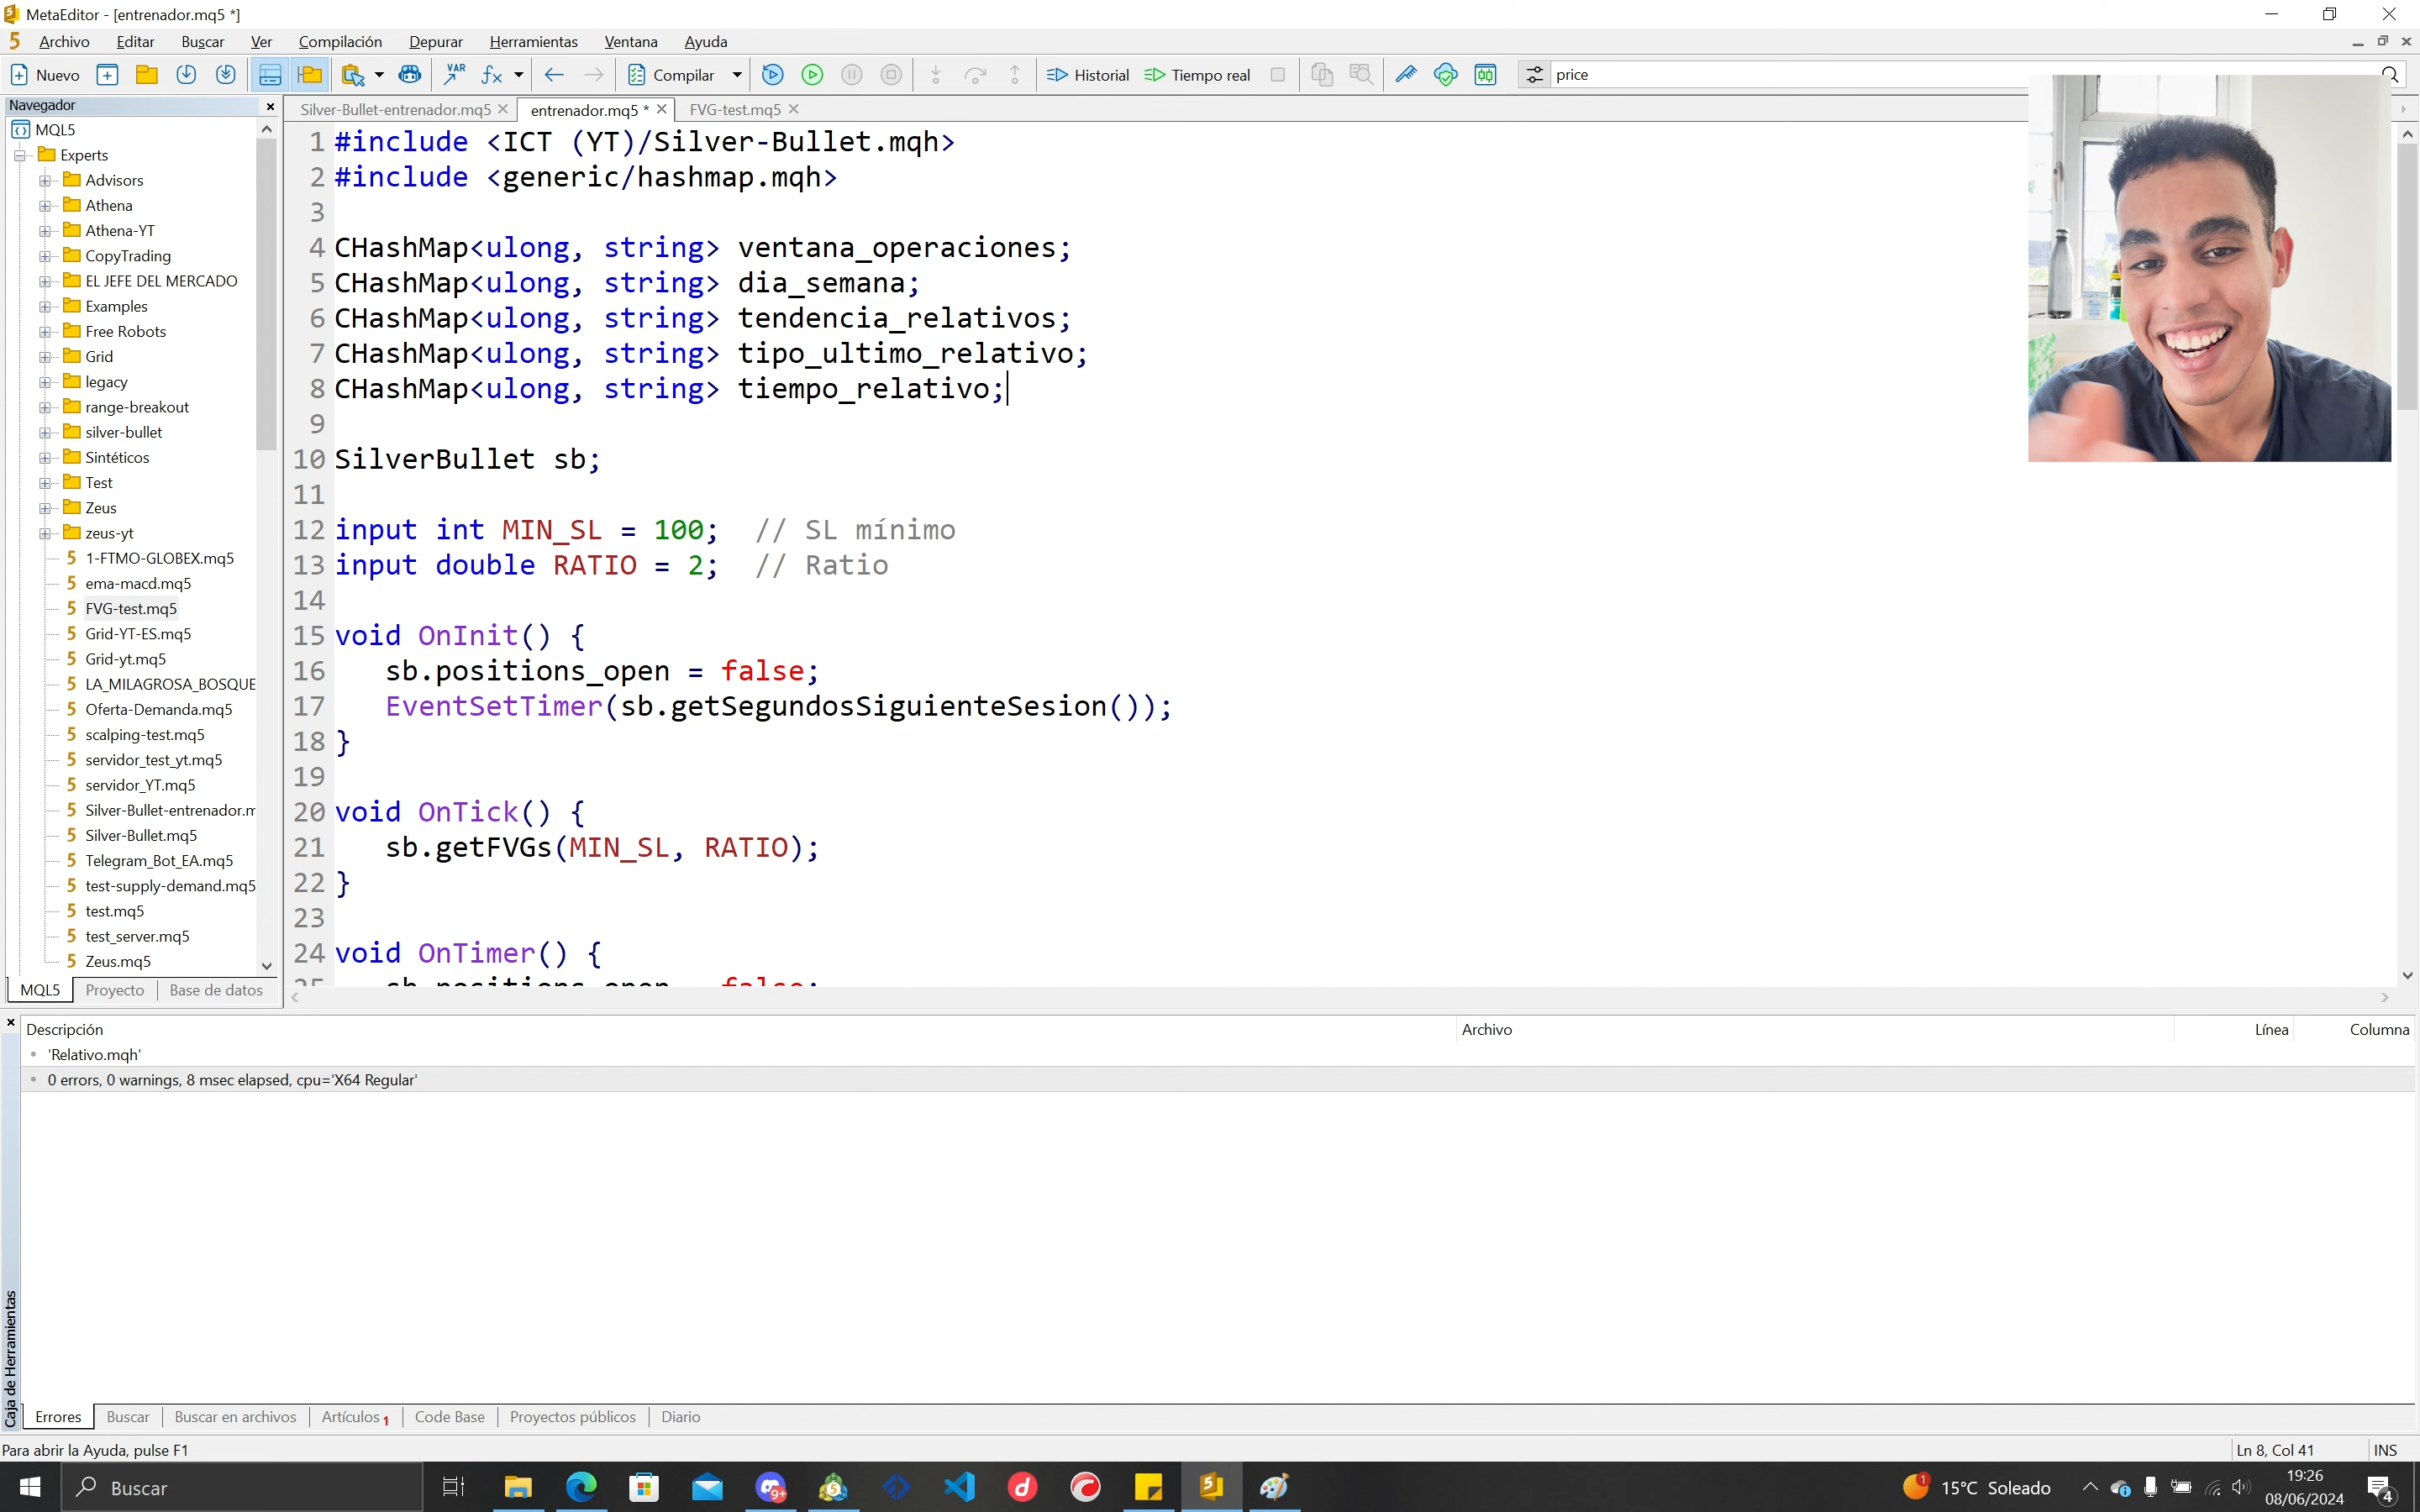 MetaEditor - [entrenador.mq5 *]
Archivo Editar Buscar Ver Compilación Depurar Herramientas Ventana Ayuda
Nuevo VAR fx Compilar Historial Tiempo real price
Navegador
Silver-Bullet-entrenador.mq5 entrenador.mq5 * FVG-test.mq5
MQL5
Experts
Advisors
Athena
Athena-YT
CopyTrading
EL JEFE DEL MERCADO
Examples
Free Robots
Grid
legacy
range-breakout
silver-bullet
Sintéticos
Test
Zeus
zeus-yt
1-FTMO-GLOBEX.mq5
ema-macd.mq5
FVG-test.mq5
Grid-YT-ES.mq5
Grid-yt.mq5
LA_MILAGROSA_BOSQUE
Oferta-Demanda.mq5
scalping-test.mq5
servidor_test_yt.mq5
servidor_YT.mq5
Silver-Bullet-entrenador.m
Silver-Bullet.mq5
Telegram_Bot_EA.mq5
test-supply-demand.mq5
test.mq5
test_server.mq5
Zeus.mq5
MQL5 Proyecto Base de datos
1 #include <ICT (YT)/Silver-Bullet.mqh>
2 #include <generic/hashmap.mqh>
3
4 CHashMap<ulong, string> ventana_operaciones;
5 CHashMap<ulong, string> dia_semana;
6 CHashMap<ulong, string> tendencia_relativos;
7 CHashMap<ulong, string> tipo_ultimo_relativo;
8 CHashMap<ulong, string> tiempo_relativo;
9
10 SilverBullet sb;
11
12 input int MIN_SL = 100; // SL mínimo
13 input double RATIO = 2; // Ratio
14
15 void OnInit() {
16 sb.positions_open = false;
17 EventSetTimer(sb.getSegundosSiguienteSesion());
18 }
19
20 void OnTick() {
21 sb.getFVGs(MIN_SL, RATIO);
22 }
23
24 void OnTimer() {
25 sb.positions_open = false;
Descripción Archivo Línea Columna
'Relativo.mqh'
0 errors, 0 warnings, 8 msec elapsed, cpu='X64 Regular'
Caja de Herramientas
Errores Buscar Buscar en archivos Artículos 1 Code Base Proyectos públicos Diario
Para abrir la Ayuda, pulse F1 Ln 8, Col 41 INS
Buscar 9+ 1 15°C Soleado 19:26
08/06/2024 4